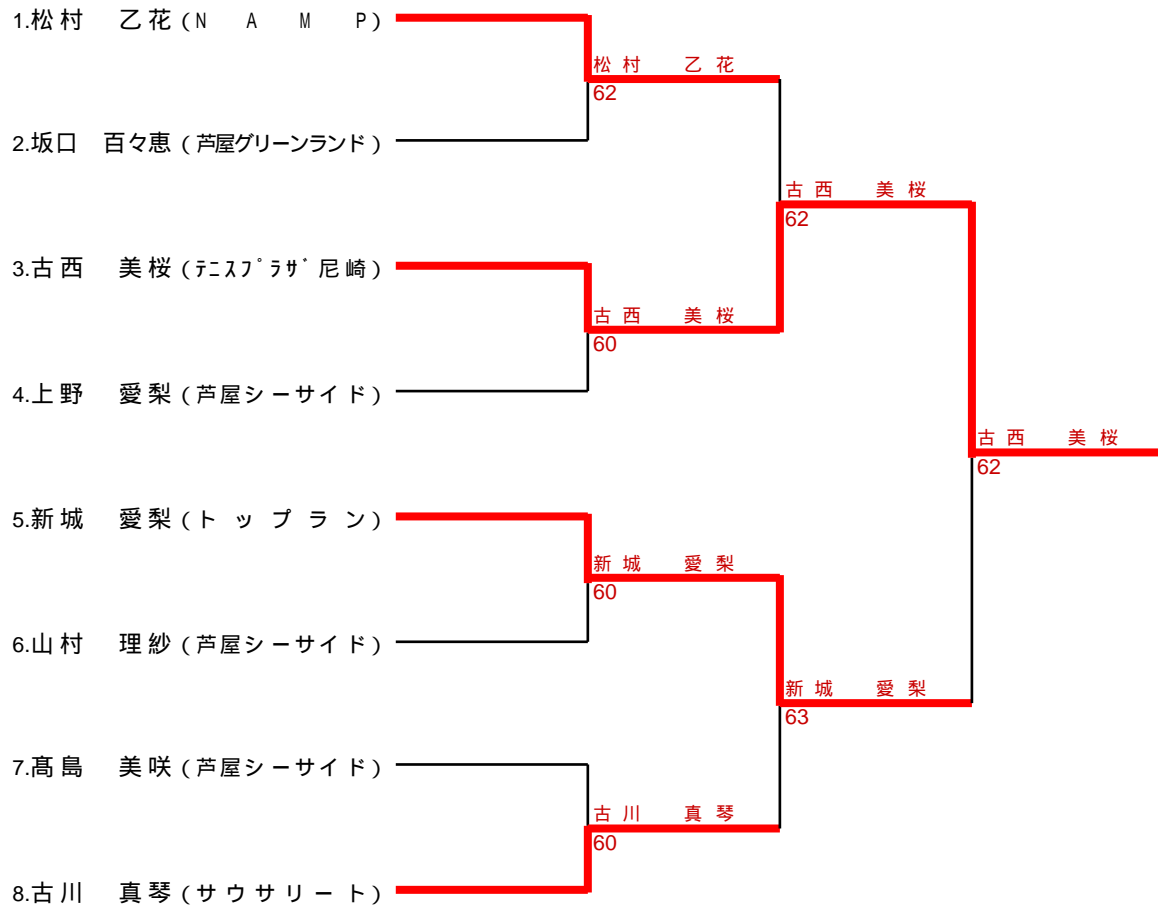 1.松村 乙花(NAMP)
松村 乙花
62
2.坂口 百々恵(芦屋グリーンランド)
古西 美桜
62
3.古西 美桜(ﾃﾆｽﾌﾟﾗｻﾞ尼崎)
古西 美桜
60
4.上野 愛梨(芦屋シーサイド)
古西 美桜
62
5.新城 愛梨(トップラン)
新城 愛梨
60
6.山村 理紗(芦屋シーサイド)
新城 愛梨
63
7.髙島 美咲(芦屋シーサイド)
古川 真琴
60
8.古川 真琴(サウサリート)